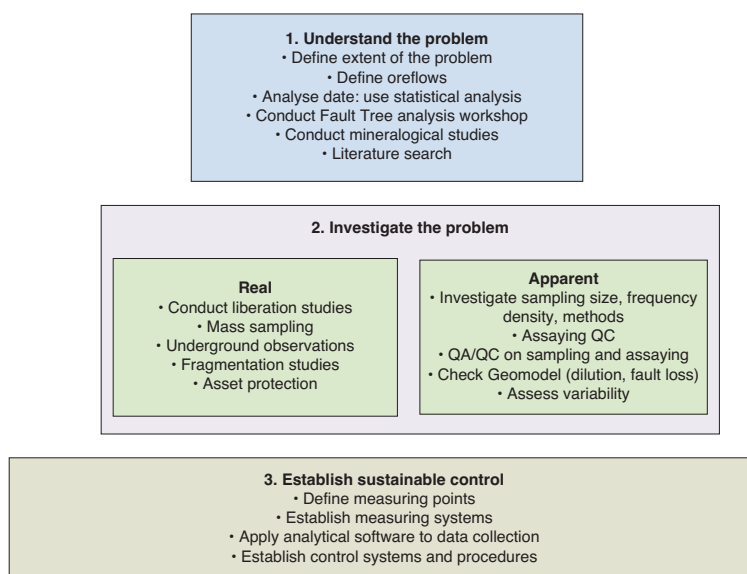 1. Understand the problem
• Define extent of the problem
• Define oreflows
• Analyse date: use statistical analysis
• Conduct Fault Tree analysis workshop
• Conduct mineralogical studies
• Literature search
2. Investigate the problem
Real
• Conduct liberation studies
• Mass sampling
• Underground observations
• Fragmentation studies
• Asset protection
Apparent
• Investigate sampling size, frequency
density, methods
• Assaying QC
• QA/QC on sampling and assaying
• Check Geomodel (dilution, fault loss)
• Assess variability
3. Establish sustainable control
• Define measuring points
• Establish measuring systems
• Apply analytical software to data collection
• Establish control systems and procedures